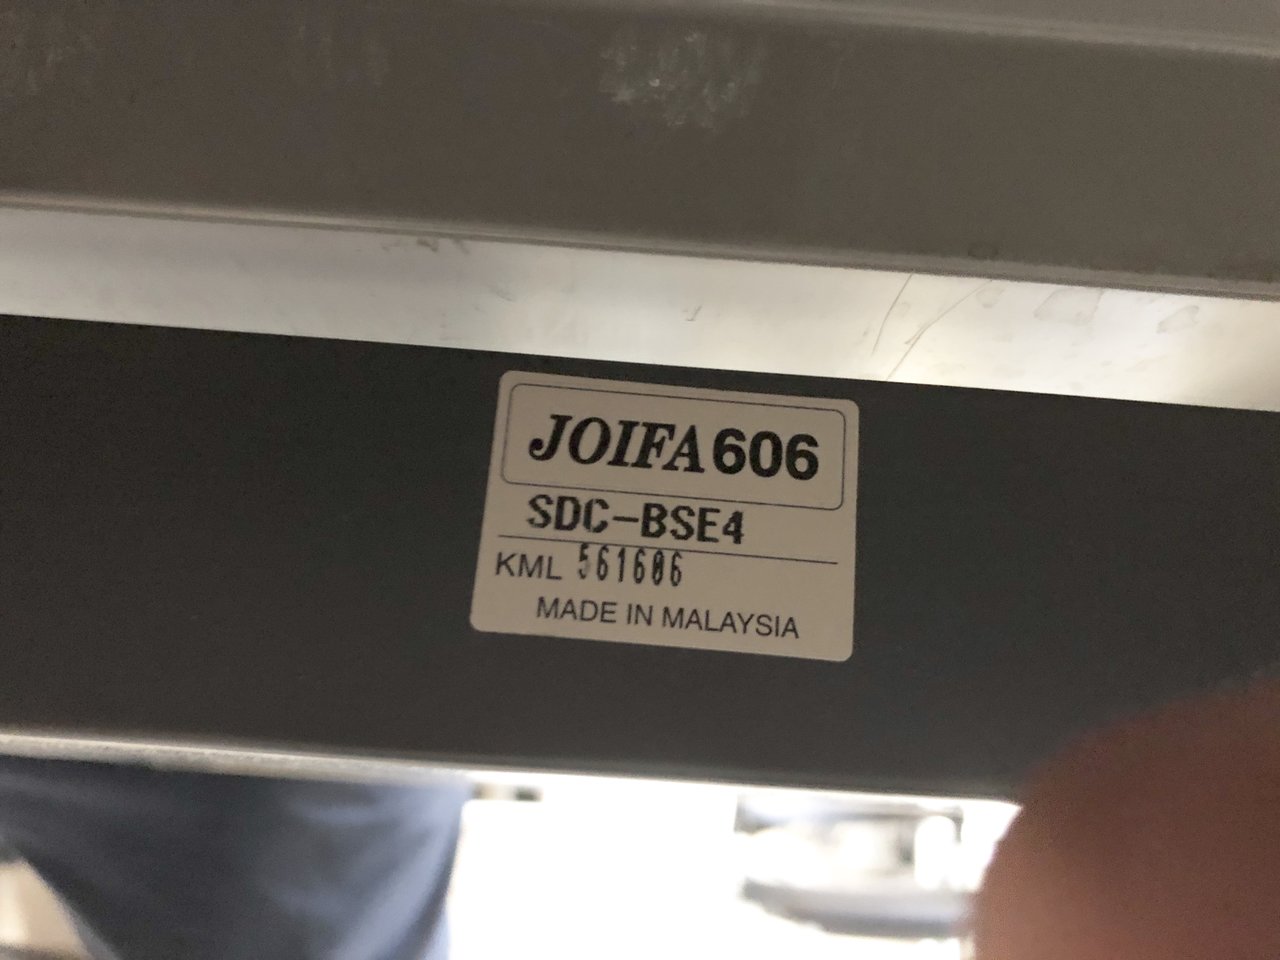 JOIFA606
SDC-BSE4
KML 561606
MADE IN MALAYSIA